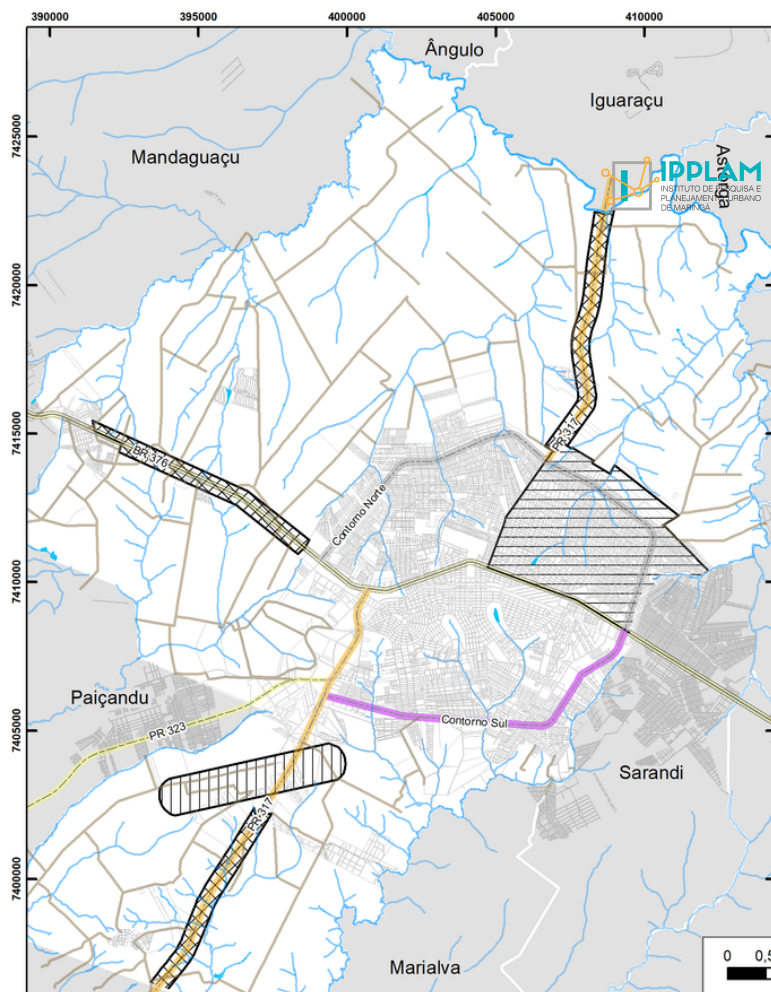 390000
395000
400000
405000
410000
Ângulo
Iguaraçu
Mandaguaçu
Astorga
IPPLAM
INSTITUTO DE PESQUISA E
PLANEJAMENTO URBANO
DE MARINGÁ
7425000
7420000
7415000
7410000
7405000
7400000
PR 317
BR 376
Contorno Norte
Paiçandu
PR 323
Contorno Sul
Sarandi
PR 317
Marialva
0